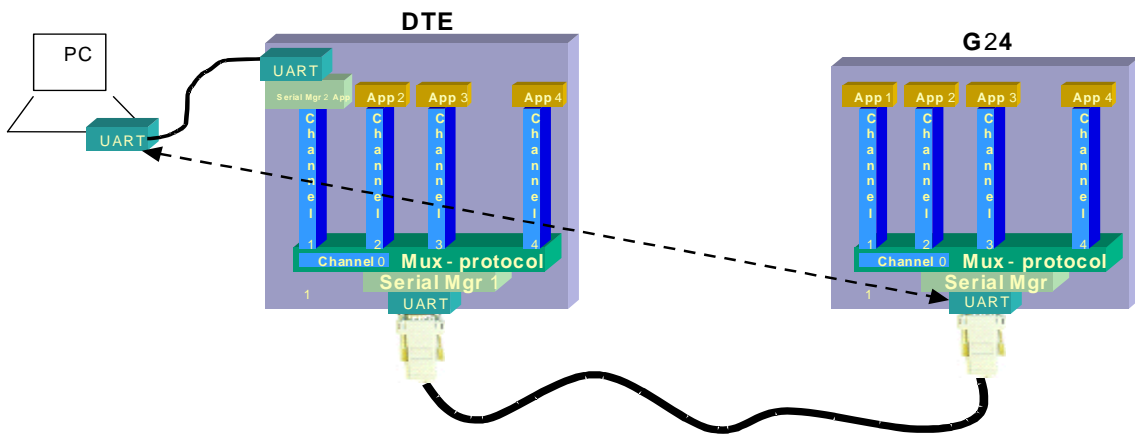 DTE
G24
PC
UART
UART
Serial Mgr 2 App
App 2
App 3
App 4
App 1
App 2
App 3
App 4
Channel 1
Channel 2
Channel 3
Channel 4
Channel 1
Channel 2
Channel 3
Channel 4
Channel 0
Mux - protocol
Channel 0
Mux - protocol
Serial Mgr 1
Serial Mgr
1
UART
1
UART